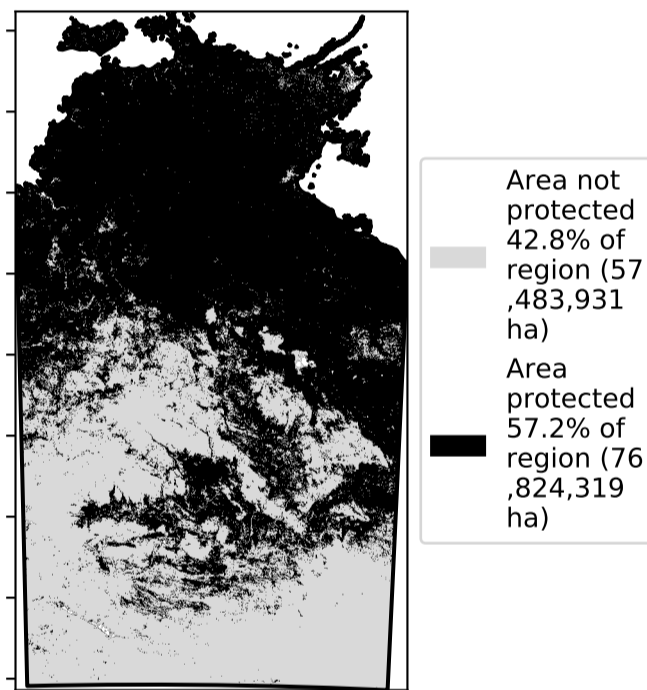 Area not
protected
42.8% of
region (57
,483,931
ha)
Area
protected
57.2% of
region (76
,824,319
ha)